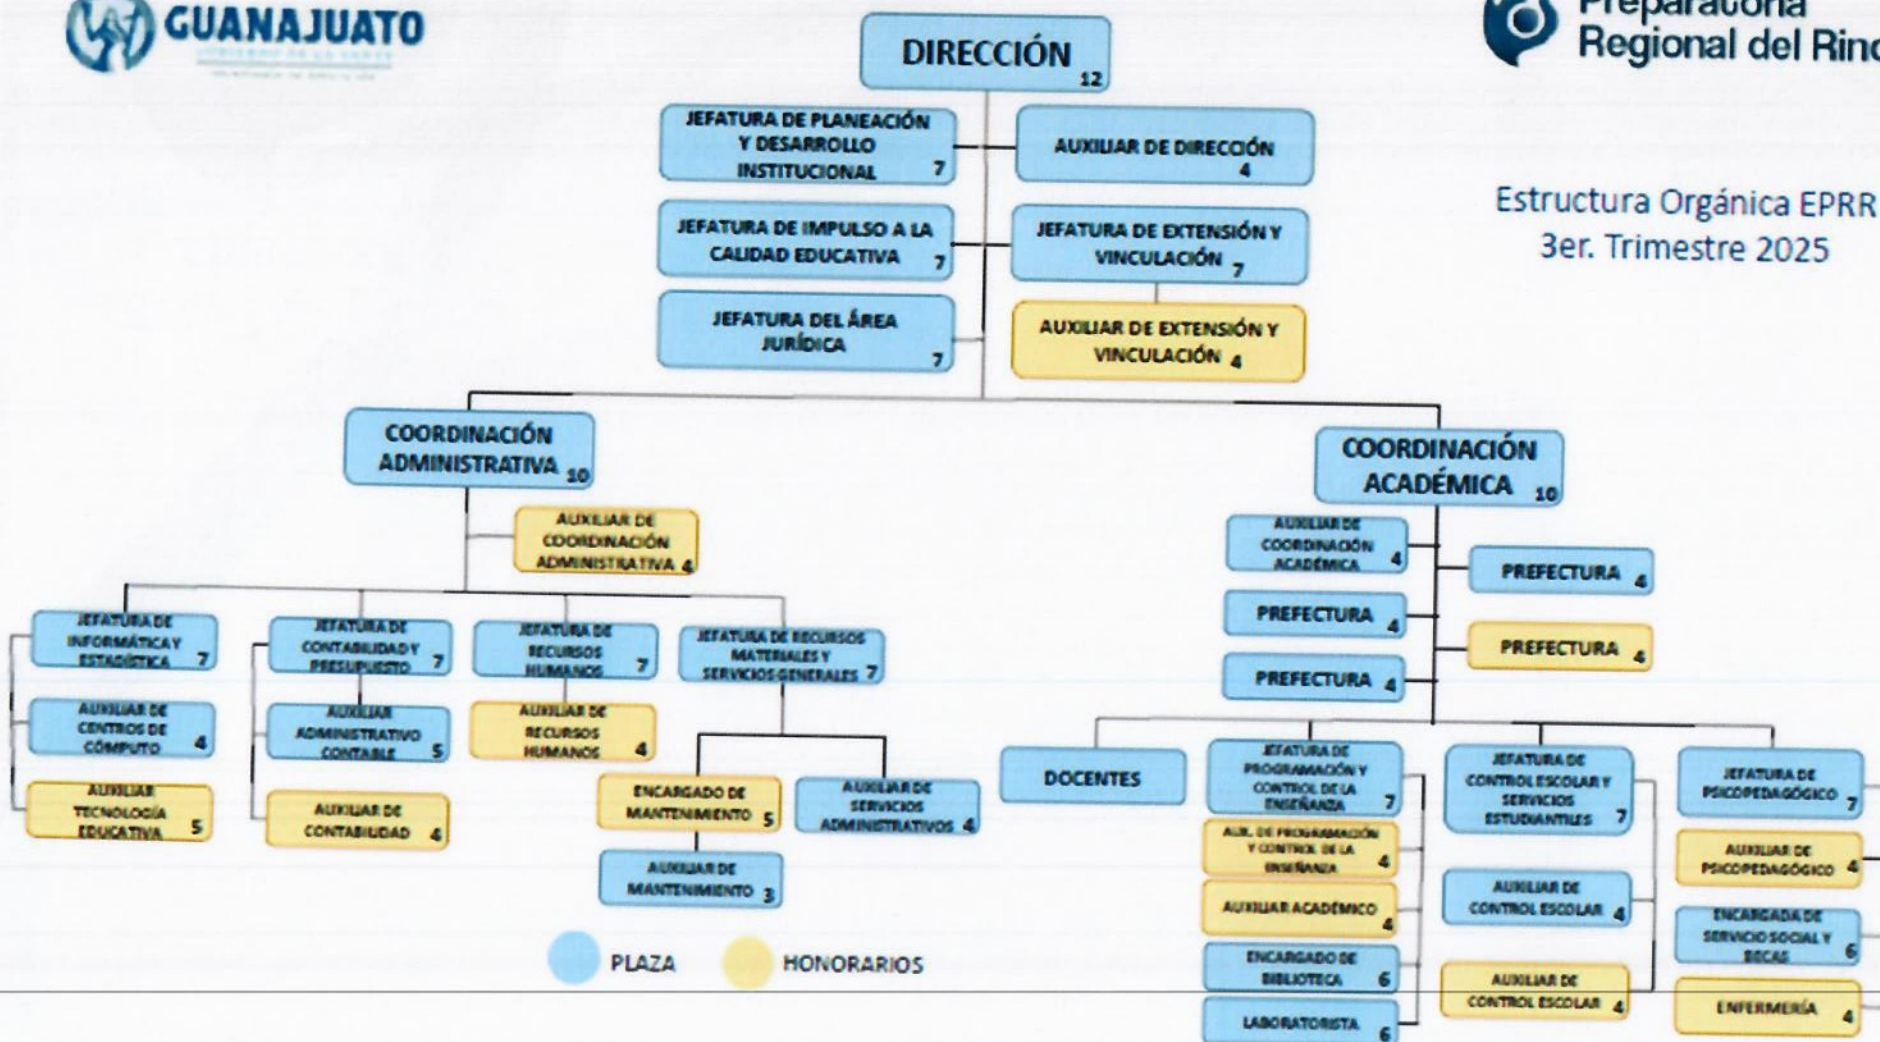 GUANAJUATO
Preparatoria
Regional del Rinc
Estructura Orgánica EPRR
3er. Trimestre 2025
DIRECCIÓN
12
JEFATURA DE PLANEACIÓN
Y DESARROLLO
INSTITUCIONAL 7
AUXILIAR DE DIRECCIÓN
4
JEFATURA DE IMPULSO A LA
CALIDAD EDUCATIVA 7
JEFATURA DE EXTENSIÓN Y
VINCULACIÓN 7
JEFATURA DEL ÁREA
JURÍDICA
7
AUXILIAR DE EXTENSIÓN Y
VINCULACIÓN 4
COORDINACIÓN
ADMINISTRATIVA 10
AUXILIAR DE
COORDINACIÓN
ADMINISTRATIVA 4
JEFATURA DE
INFORMÁTICA Y
ESTADÍSTICA 7
AUXILIAR DE
CENTROS DE
CÓMPUTO 4
AUXILIAR
TECNOLOGÍA
EDUCATIVA 5
JEFATURA DE
CONTABILIDAD Y
PRESUPUESTO 7
AUXILIAR
ADMINISTRATIVO
CONTABLE 5
AUXILIAR DE
CONTABILIDAD 4
JEFATURA DE
RECURSOS
HUMANOS 7
AUXILIAR DE
RECURSOS
HUMANOS 4
JEFATURA DE RECURSOS
MATERIALES Y
SERVICIOS GENERALES 7
ENCARGADO DE
MANTENIMIENTO 5
AUXILIAR DE
MANTENIMIENTO 3
AUXILIAR DE
SERVICIOS
ADMINISTRATIVOS 4
COORDINACIÓN
ACADÉMICA 10
AUXILIAR DE
COORDINACIÓN
ACADÉMICA 4
PREFECTURA 4
PREFECTURA 4
PREFECTURA 4
PREFECTURA 4
DOCENTES
JEFATURA DE
PROGRAMACIÓN Y
CONTROL DE LA
ENSEÑANZA 7
AUX. DE PROGRAMACIÓN
Y CONTROL DE LA
ENSEÑANZA 4
AUXILIAR ACADÉMICO
4
ENCARGADO DE
BIBLIOTECA 6
LABORATORISTA 6
JEFATURA DE
CONTROL ESCOLAR Y
SERVICIOS
ESTUDIANTILES 7
AUXILIAR DE
CONTROL ESCOLAR 4
AUXILIAR DE
CONTROL ESCOLAR 4
JEFATURA DE
PSICOPEDAGÓGICO 7
AUXILIAR DE
PSICOPEDAGÓGICO 4
ENCARGADA DE
SERVICIO SOCIAL Y
BECAS 6
ENFERMERÍA 4
PLAZA
HONORARIOS